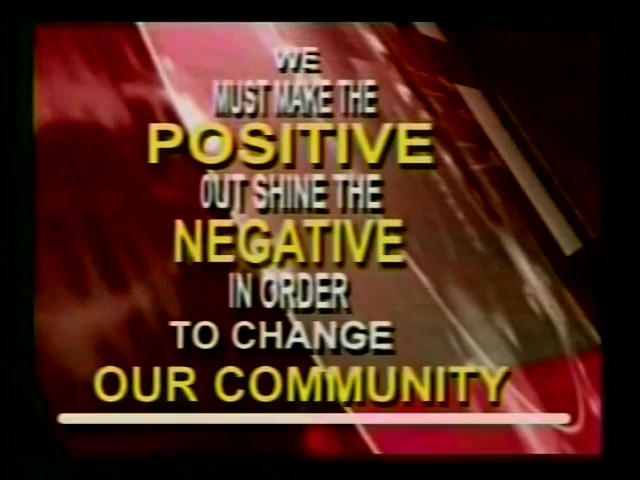 WE
MUST MAKE THE
POSITIVE
OUT SHINE THE
NEGATIVE
IN ORDER
TO CHANGE
OUR COMMUNITY